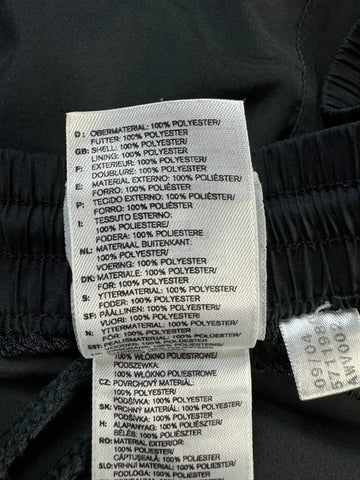 D: OBERMATERIAL: 100% POLYESTER/
FUTTER: 100% POLYESTER
GB: SHELL: 100% POLYESTER/
LINING: 100% POLYESTER
F: EXTERIEUR: 100% POLYESTER/
DOUBLURE: 100% POLYESTER
E: MATERIAL EXTERNO: 100% POLIÉSTER/
FORRO: 100% POLIÉSTER
P: TECIDO EXTERNO: 100% POLIÉSTER/
FORRO: 100% POLIÉSTER
I: TESSUTO ESTERNO:
100% POLIESTERE/
FODERA: 100% POLIESTERE
NL: MATERIAAL BUITENKANT:
100% POLYESTER/
VOERING: 100% POLYESTER
DK: MATERIALE: 100% POLYESTER/
FOR: 100% POLYESTER
S: YTTERMATERIAL: 100% POLYESTER/
FODER: 100% POLYESTER
SF: PÄÄLLINEN: 100% POLYESTERI/
VUORI: 100% POLYESTERI
N: YTTERMATERIAL: 100% POLYESTER/
100% POLYESTER
100% WŁÓKNO POLIESTROWE/
PODSZEWKA:
100% WŁÓKNO POLIESTROWE
CZ: POVRCHOVÝ MATERIÁL:
100% POLYESTER/
PODŠÍVKA: 100% POLYESTER
SK: VRCHNÝ MATERIÁL: 100% POLYESTER/
PODŠÍVKA: 100% POLYESTER
H: ALAPANYAG: 100% POLIÉSZTER/
BÉLÉS: 100% POLIÉSZTER
RO: MATERIAL EXTERIOR:
100% POLIESTER/
CĂPTUŞEALĂ: 100% POLIESTER
SLO: VRHNJI MATERIAL: 100% POLIESTER/
PODLOGA: 100% POLIESTER
09 / 04